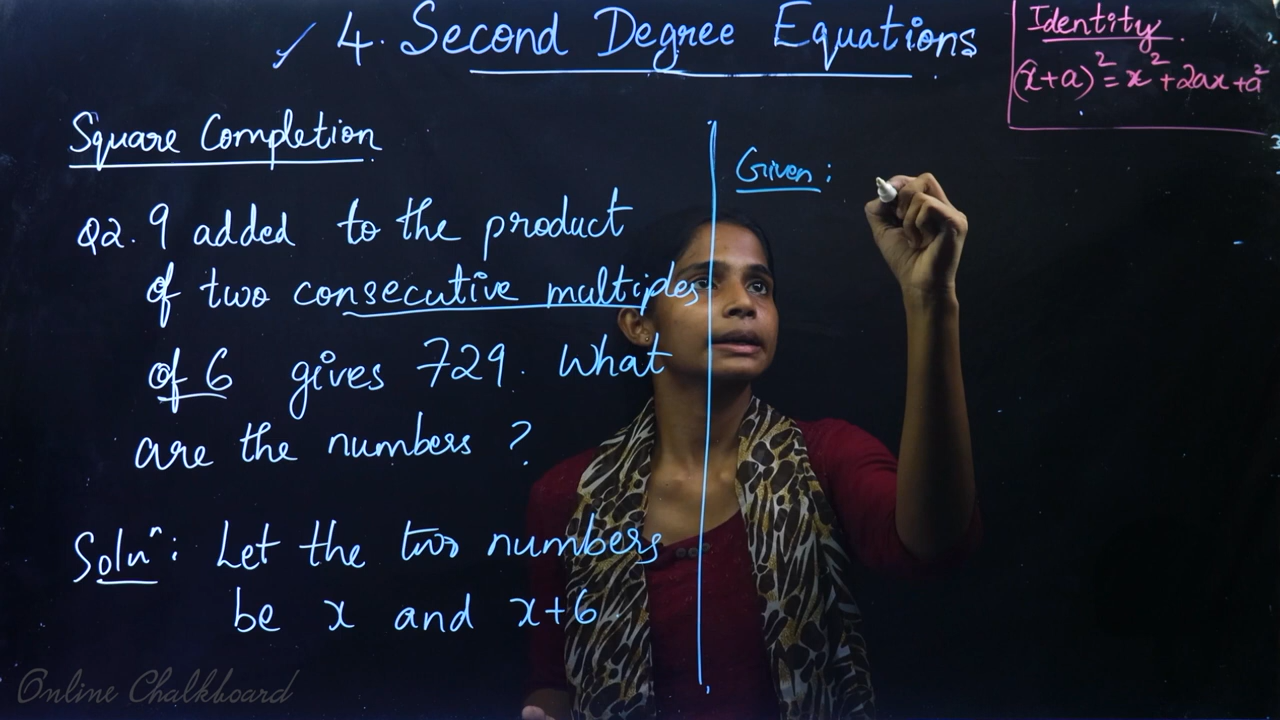 ✓ 4. Second Degree Equations
Identity
(x+a)² = x²+2ax+a²
Square Completion
Q2. 9 added to the product
of two consecutive multiples
of 6 gives 729. What
are the numbers ?
Soluⁿ: Let the two numbers
be x and x+6
Given:
Online Chalkboard